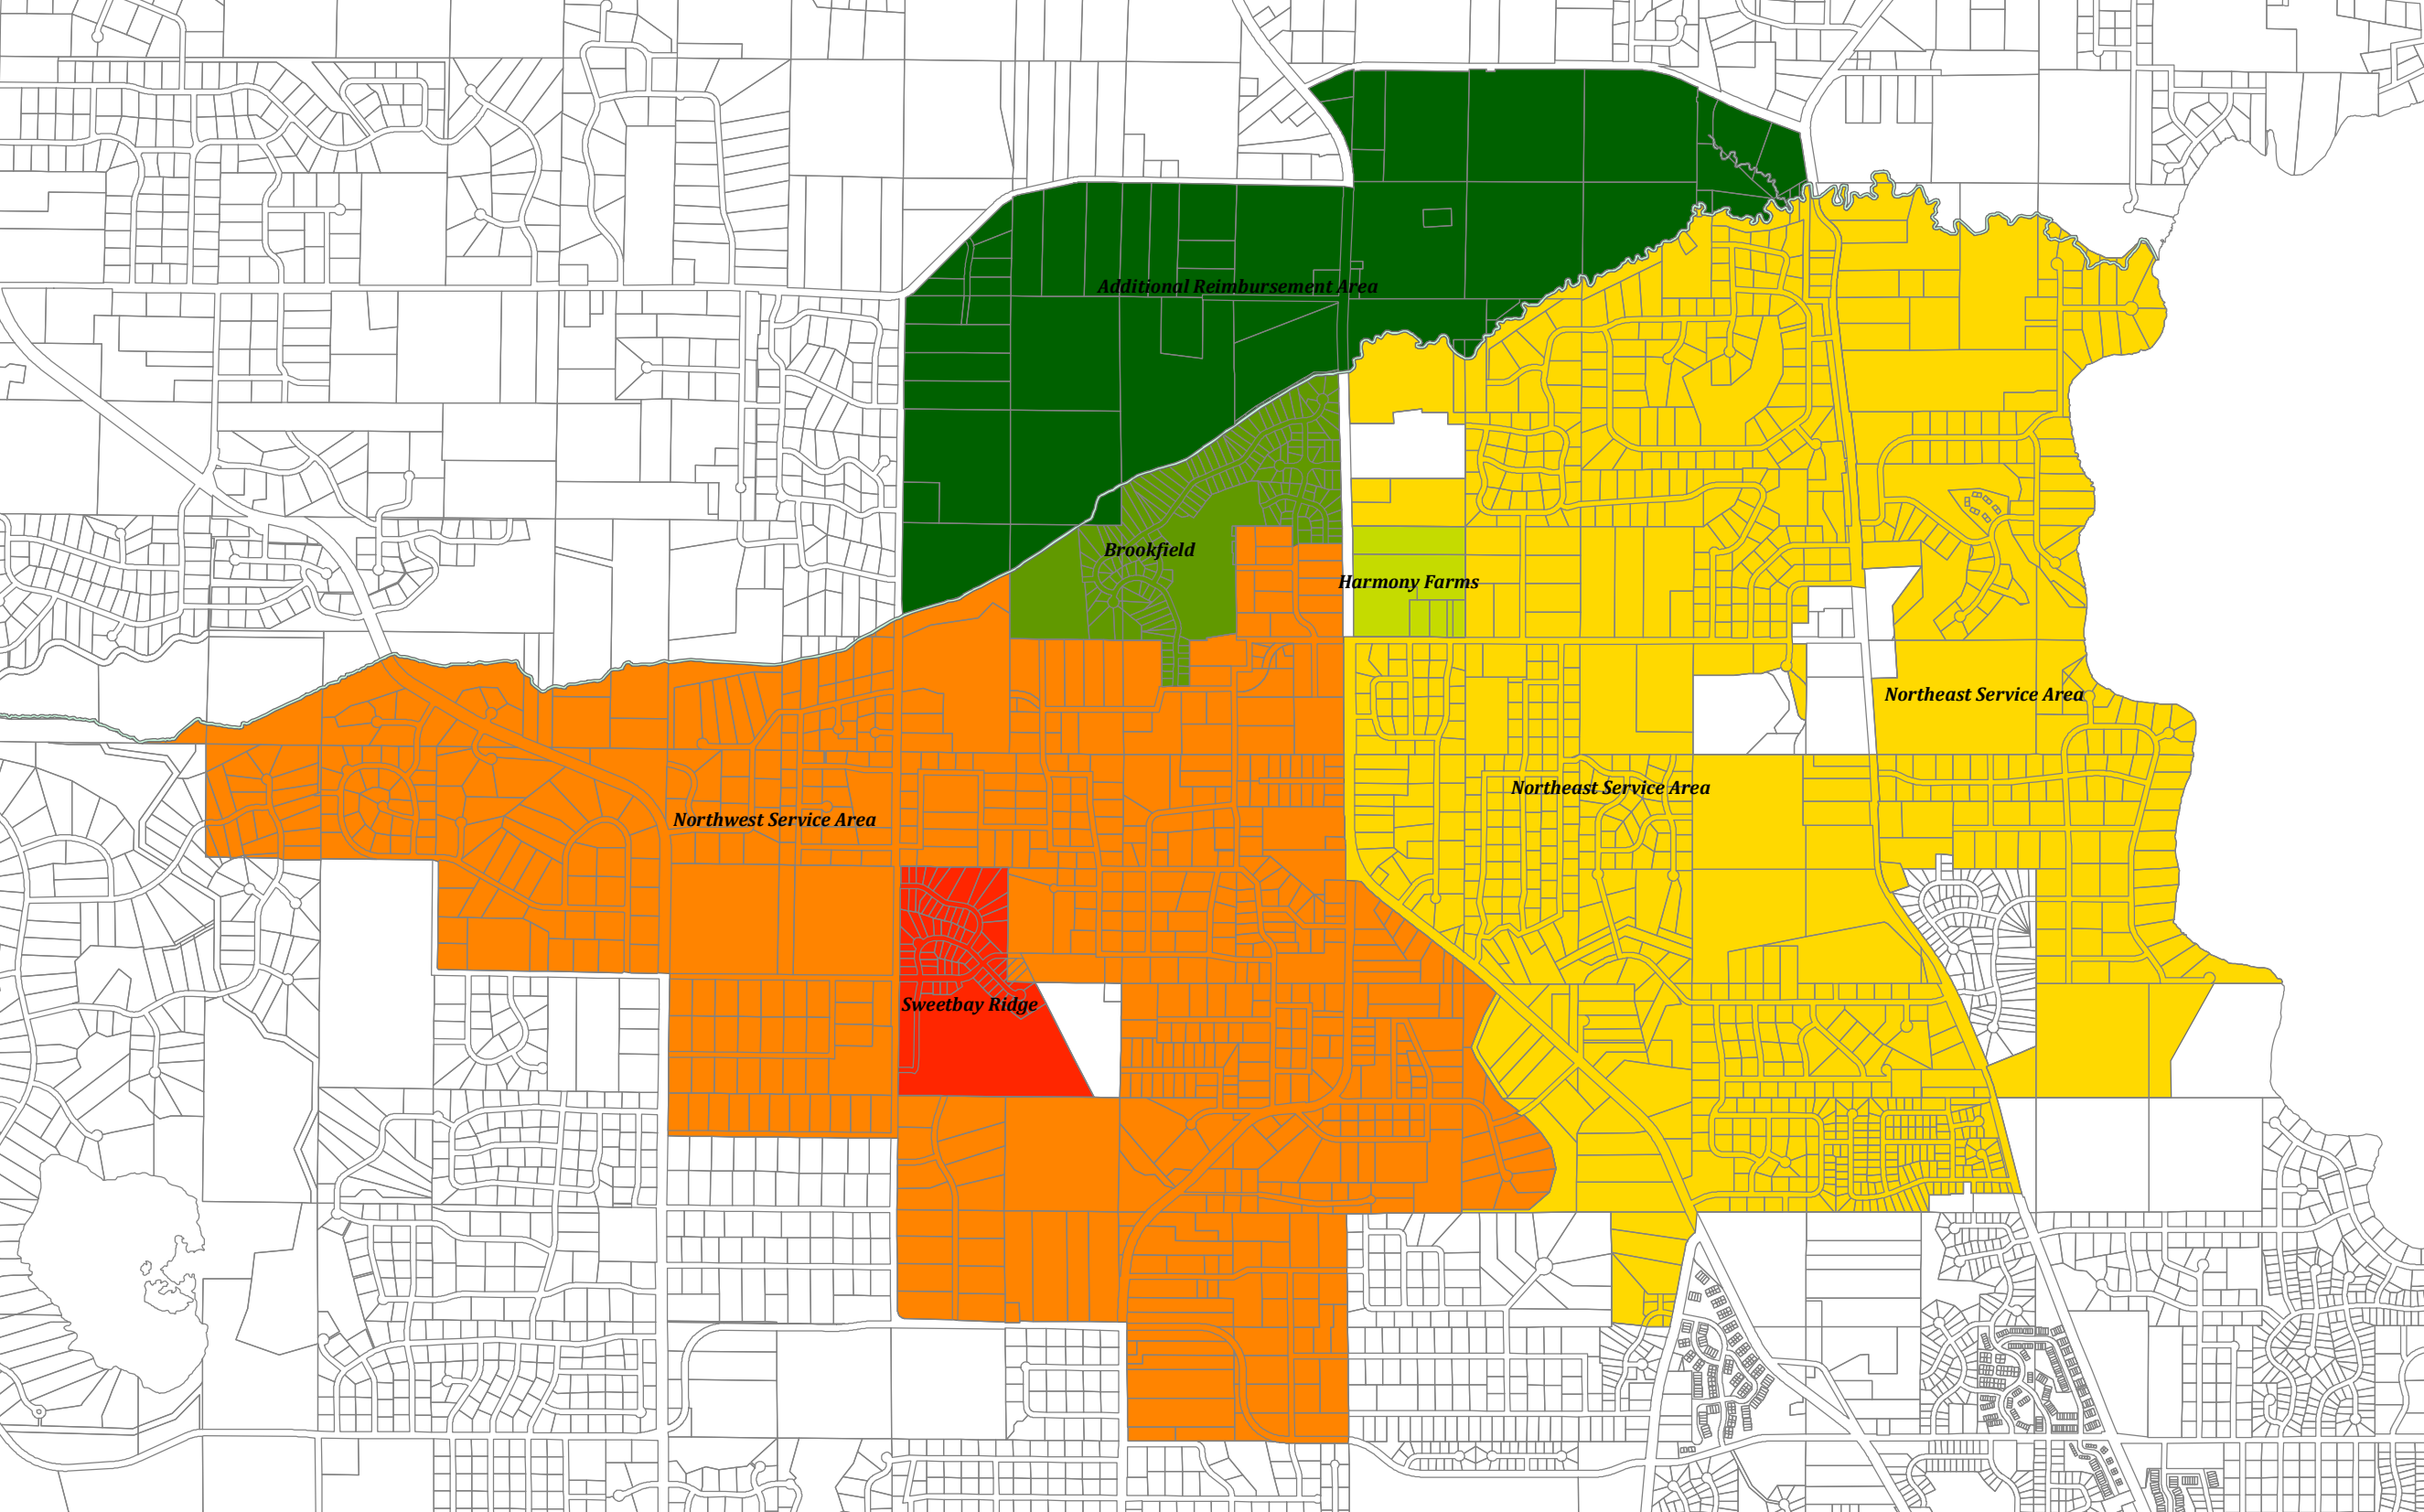 Additional Reimbursement Area
Brookfield
Harmony Farms
Northeast Service Area
Northeast Service Area
Northwest Service Area
Sweetbay Ridge